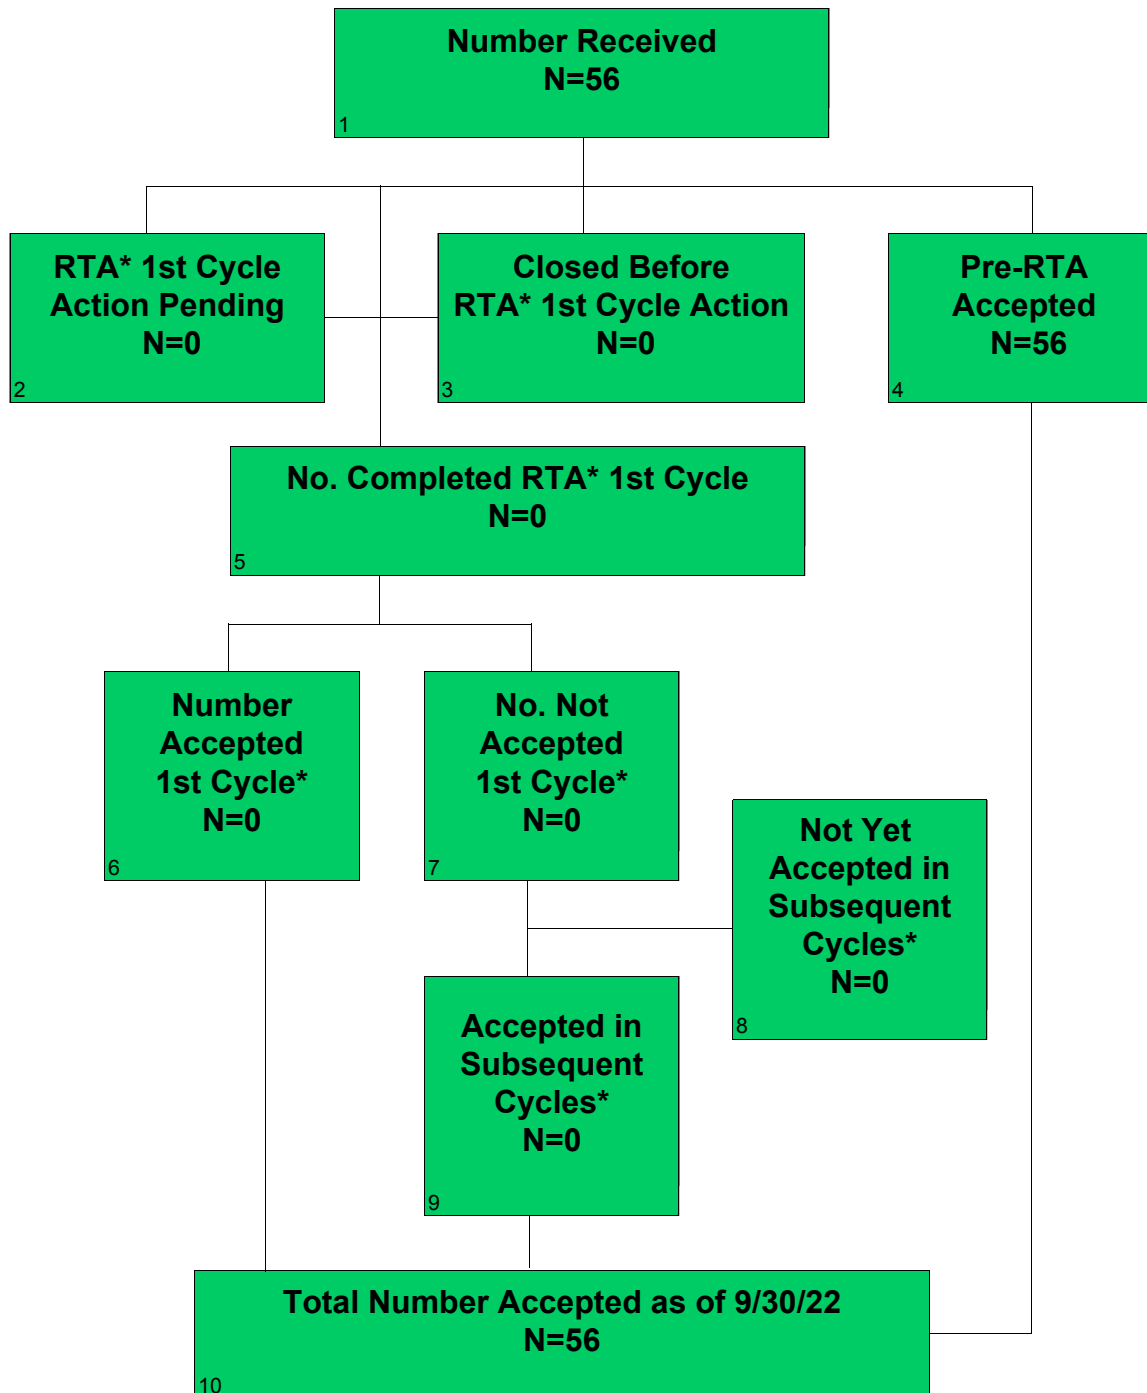 Number Received
N=56
1
RTA* 1st Cycle
Action Pending
N=0
2
Closed Before
RTA* 1st Cycle Action
N=0
3
Pre-RTA
Accepted
N=56
4
No. Completed RTA* 1st Cycle
N=0
5
Number
Accepted
1st Cycle*
N=0
6
No. Not
Accepted
1st Cycle*
N=0
7
Not Yet
Accepted in
Subsequent
Cycles*
N=0
8
Accepted in
Subsequent
Cycles*
N=0
9
Total Number Accepted as of 9/30/22
N=56
10